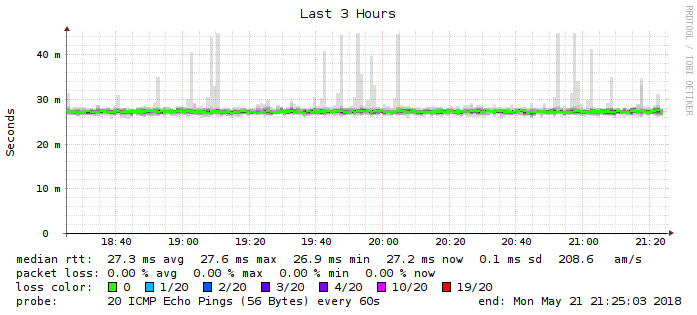 Last 3 Hours
RRDTOOL / TOBI OETIKER
Seconds
40 m
30 m
20 m
10 m
0
18:40 19:00 19:20 19:40 20:00 20:20 20:40 21:00 21:20
median rtt: 27.3 ms avg 27.6 ms max 26.9 ms min 27.2 ms now 0.1 ms sd 208.6 am/s
packet loss: 0.00 % avg 0.00 % max 0.00 % min 0.00 % now
loss color: 0 1/20 2/20 3/20 4/20 10/20 19/20
probe: 20 ICMP Echo Pings (56 Bytes) every 60s end: Mon May 21 21:25:03 2018